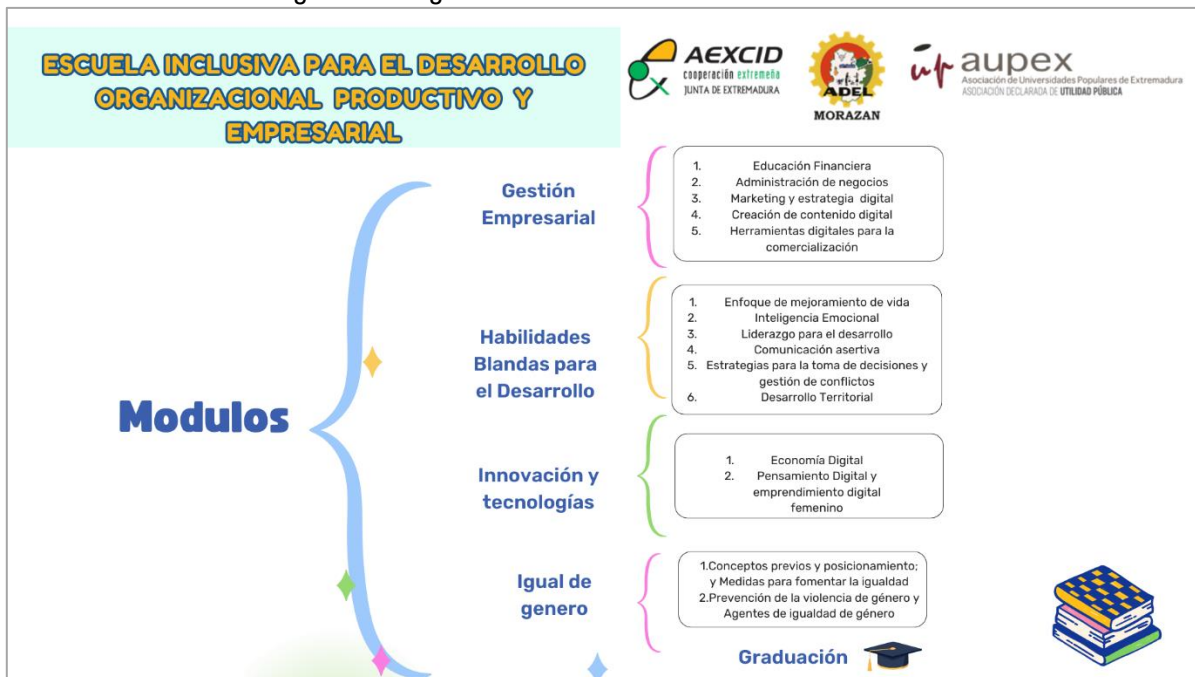 ESCUELA INCLUSIVA PARA EL DESARROLLO
ORGANIZACIONAL PRODUCTIVO Y
EMPRESARIAL
AEXCID
cooperación extremeña
JUNTA DE EXTREMADURA
ADEL
MORAZAN
up aupex
Asociación de Universidades Populares de Extremadura
ASOCIACIÓN DECLARADA DE UTILIDAD PÚBLICA
Modulos
Gestión
Empresarial
1. Educación Financiera
2. Administración de negocios
3. Marketing y estrategia digital
4. Creación de contenido digital
5. Herramientas digitales para la
comercialización
Habilidades
Blandas para
el Desarrollo
1. Enfoque de mejoramiento de vida
2. Inteligencia Emocional
3. Liderazgo para el desarrollo
4. Comunicación asertiva
5. Estrategias para la toma de decisiones y
gestión de conflictos
6. Desarrollo Territorial
Innovación y
tecnologías
1. Economía Digital
2. Pensamiento Digital y
emprendimiento digital
femenino
Igual de
genero
1.Conceptos previos y posicionamiento;
y Medidas para fomentar la igualdad
2.Prevención de la violencia de género y
Agentes de igualdad de género
Graduación